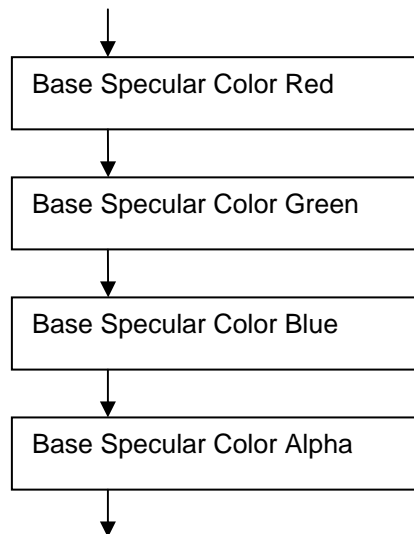 Base Specular Color Red
Base Specular Color Green
Base Specular Color Blue
Base Specular Color Alpha